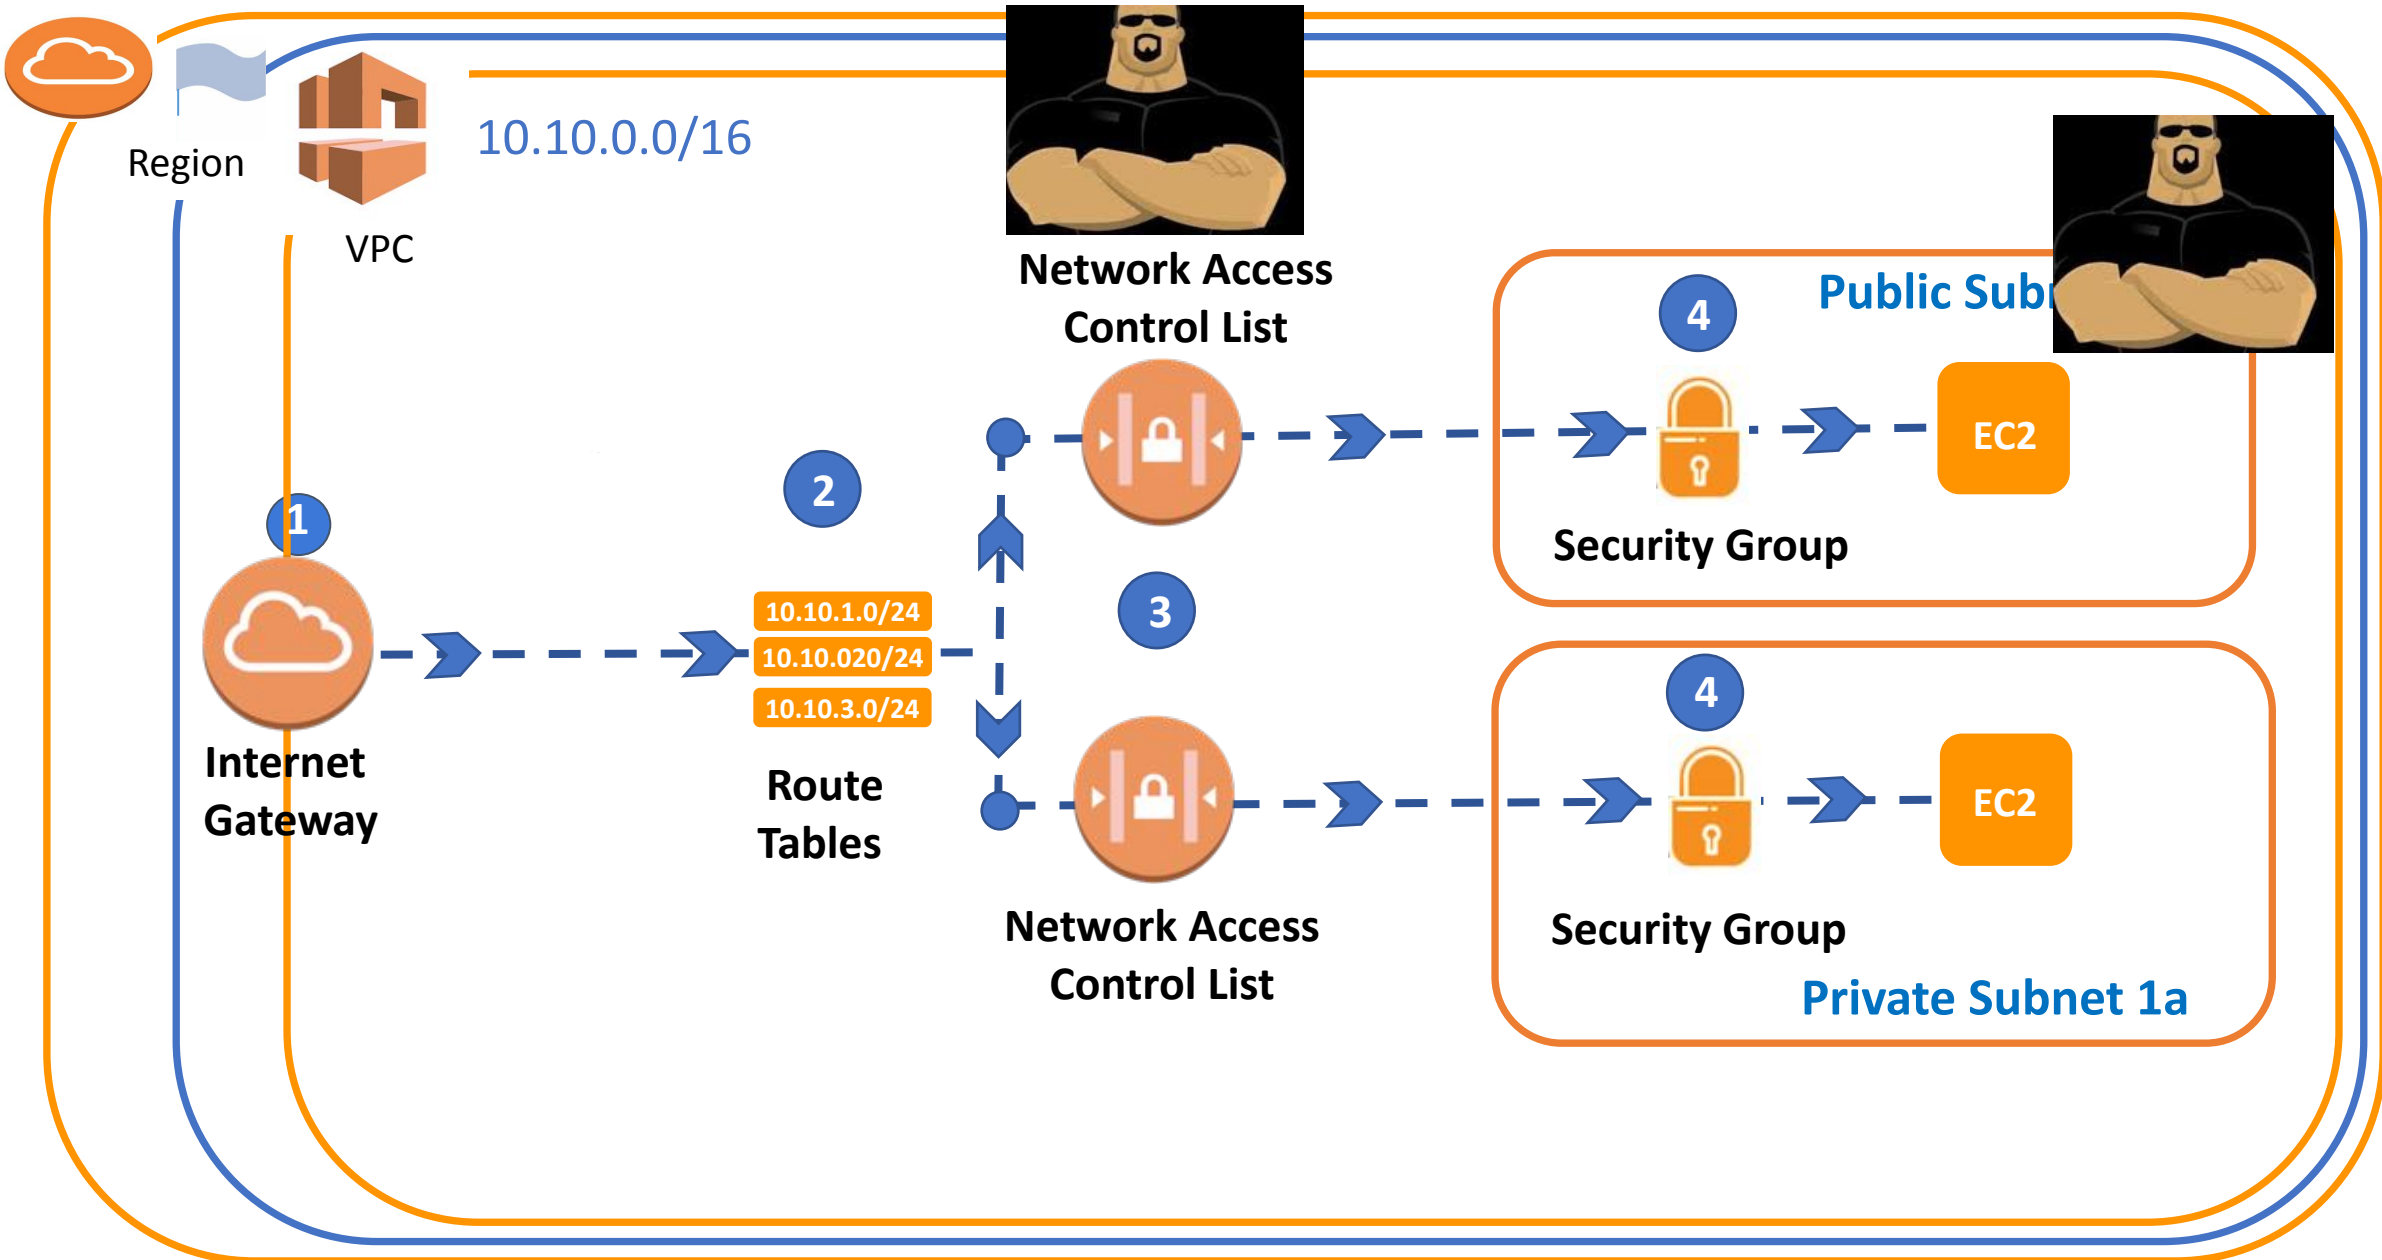 Region
VPC
10.10.0.0/16
Network Access
Control List
Public
4
EC2
Security Group
1
Internet
Gateway
2
10.10.1.0/24
10.10.020/24
10.10.3.0/24
Route
Tables
3
Network Access
Control List
4
EC2
Security Group
Private Subnet 1a